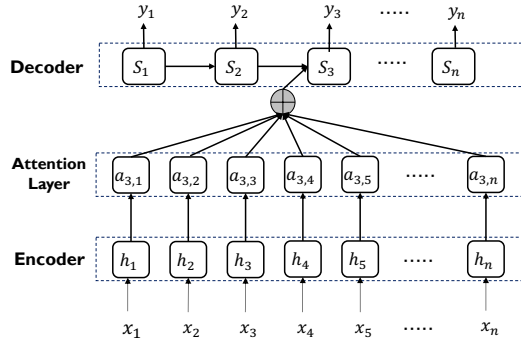 y₁ y₂ y₃ ..... yₙ
Decoder S₁ S₂ S₃ ..... Sₙ
Attention Layer a₃,₁ a₃,₂ a₃,₃ a₃,₄ a₃,₅ ..... a₃,ₙ
Encoder h₁ h₂ h₃ h₄ h₅ ..... hₙ
x₁ x₂ x₃ x₄ x₅ ..... xₙ